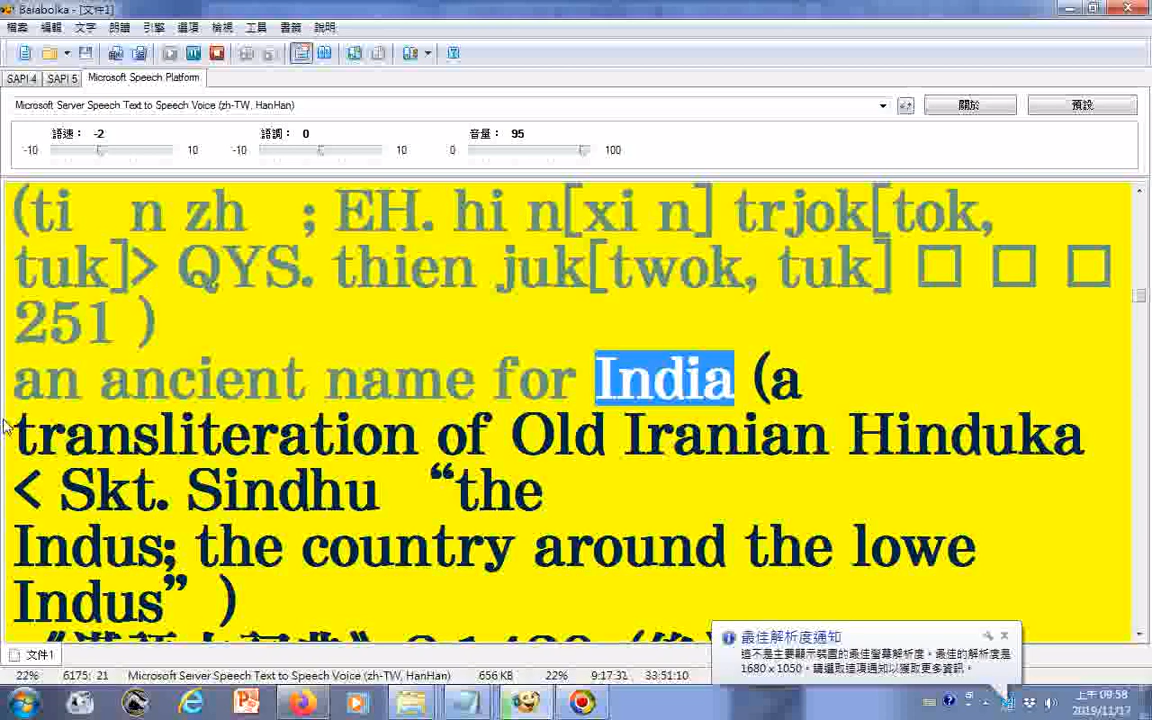 Balabolka - [文件1]
檔案 編輯 文字 朗讀 引擎 選項 檢視 工具 書籤 說明
SAPI 4 SAPI 5 Microsoft Speech Platform
Microsoft Server Speech Text to Speech Voice (zh-TW, HanHan) 關於 預設
語速： -2 語調： 0 音量： 95
-10 10 -10 10 0 100
(ti n zh ; EH. hi n[xi n] trjok[tok,
tuk]> QYS. thien juk[twok, tuk] □ □ □
251 )
an ancient name for India (a
transliteration of Old Iranian Hinduka
< Skt. Sindhu “the
Indus; the country around the lowe
Indus” )
最佳解析度通知
這不是主要顯示裝置的最佳螢幕解析度。最佳的解析度是
1680 x 1050。請選取這項通知以獲取更多資訊。
文件1
22% 6175: 21 Microsoft Server Speech Text to Speech Voice (zh-TW, HanHan) 656 KB 22% 9:17:31 33:51:10
上午 09:58
2019/11/17